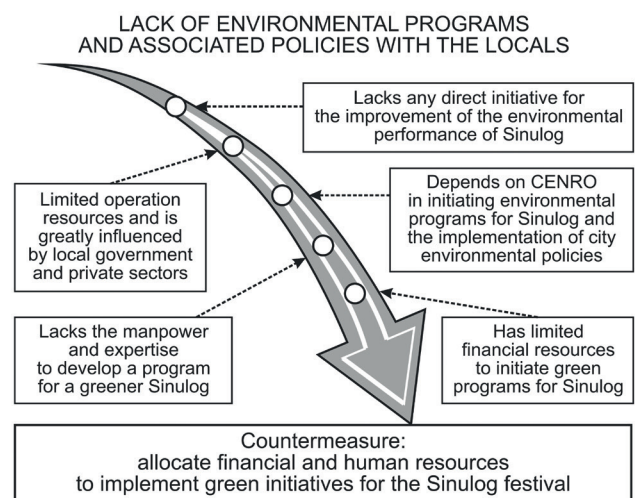 LACK OF ENVIRONMENTAL PROGRAMS
AND ASSOCIATED POLICIES WITH THE LOCALS
Lacks any direct initiative for
the improvement of the environmental
performance of Sinulog
Limited operation
resources and is
greatly influenced
by local government
and private sectors
Depends on CENRO
in initiating environmental
programs for Sinulog and
the implementation of city
environmental policies
Lacks the manpower
and expertise
to develop a program
for a greener Sinulog
Has limited
financial resources
to initiate green
programs for Sinulog
Countermeasure:
allocate financial and human resources
to implement green initiatives for the Sinulog festival